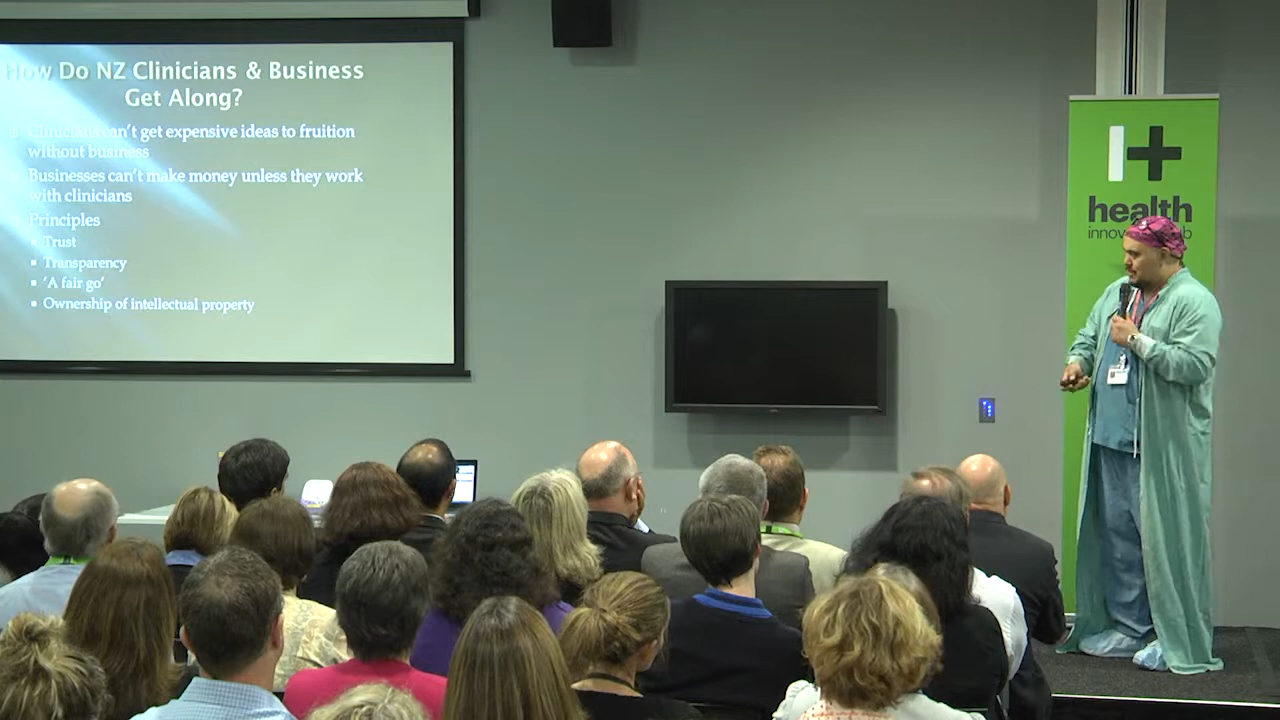 How Do NZ Clinicians & Business
Get Along?
Clinicians can't get expensive ideas to fruition
without business
Businesses can't make money unless they work
with clinicians
Principles
Trust
Transparency
'A fair go'
Ownership of intellectual property
health